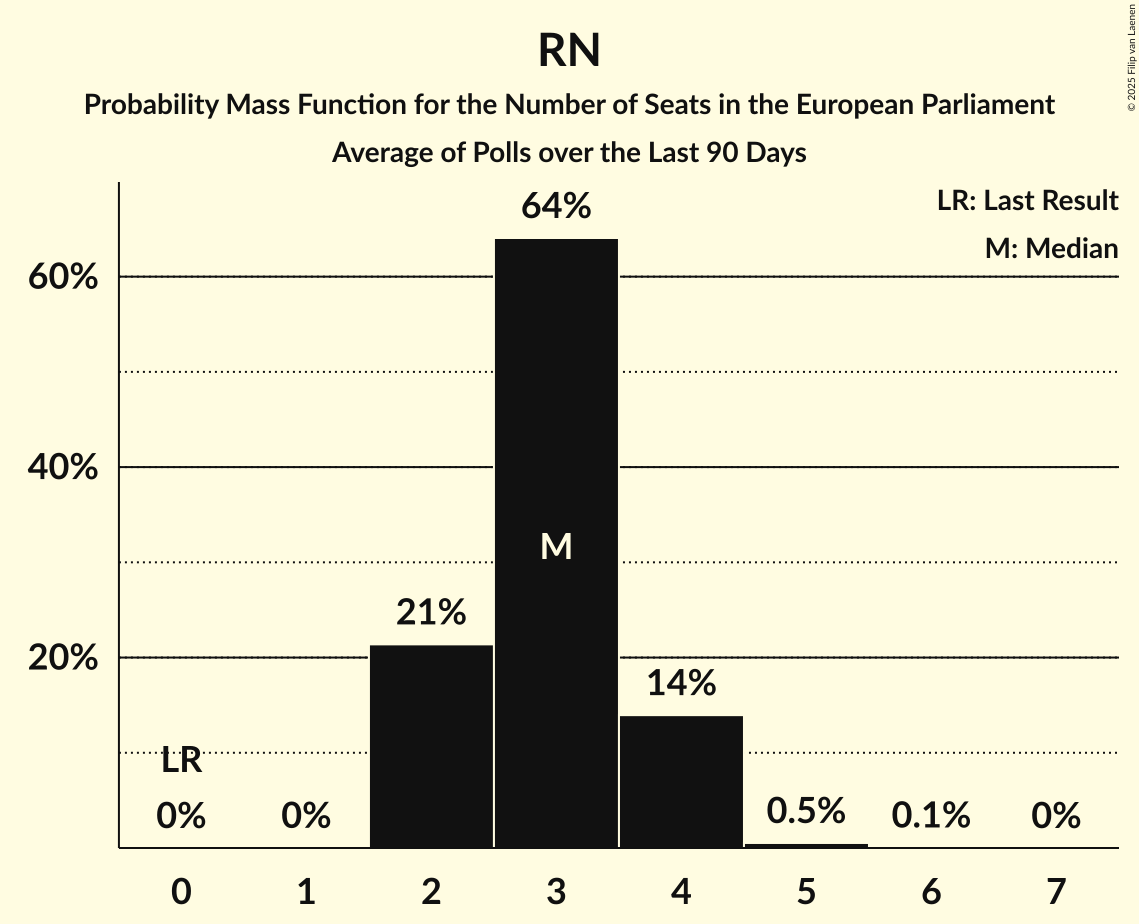 RN
Probability Mass Function for the Number of Seats in the European Parliament
Average of Polls over the Last 90 Days
© 2025 Filip van Laenen
LR: Last Result
M: Median
60%
40%
20%
64%
M
21%
14%
LR
0%
0%
0.5%
0.1%
0%
0 1 2 3 4 5 6 7